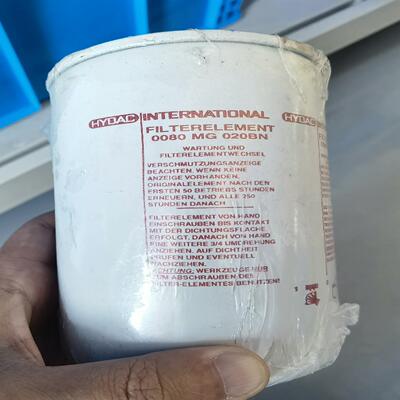 HYDAC INTERNATIONAL HYDAC
FILTERELEMENT
0080 MG 020BN
WARTUNG UND
FILTERELEMENTWECHSEL
VERSCHMUTZUNGSANZEIGE
BEACHTEN. WENN KEINE
ANZEIGE VORHANDEN,
ORIGINALELEMENT NACH DEN
ERSTEN 50 BETRIEBS STUNDEN
ERNEUERN, UND ALLE 250
STUNDEN DANACH
FILTERELEMENT VON HAND
EINSCHRAUBEN BIS KONTAKT
MIT DER DICHTUNGSFLÄCHE
ERFOLGT, DANACH VON HAND
EINE WEITERE 3/4 UMDREHUNG
ANZIEHEN. AUF DICHTHEIT
PRÜFEN UND EVENTUELL
NACHZIEHEN.
ACHTUNG: WERKZEUGE NUR
ZUM ABSCHRAUBEN DES
FILTER-ELEMENTES BENUTZEN!